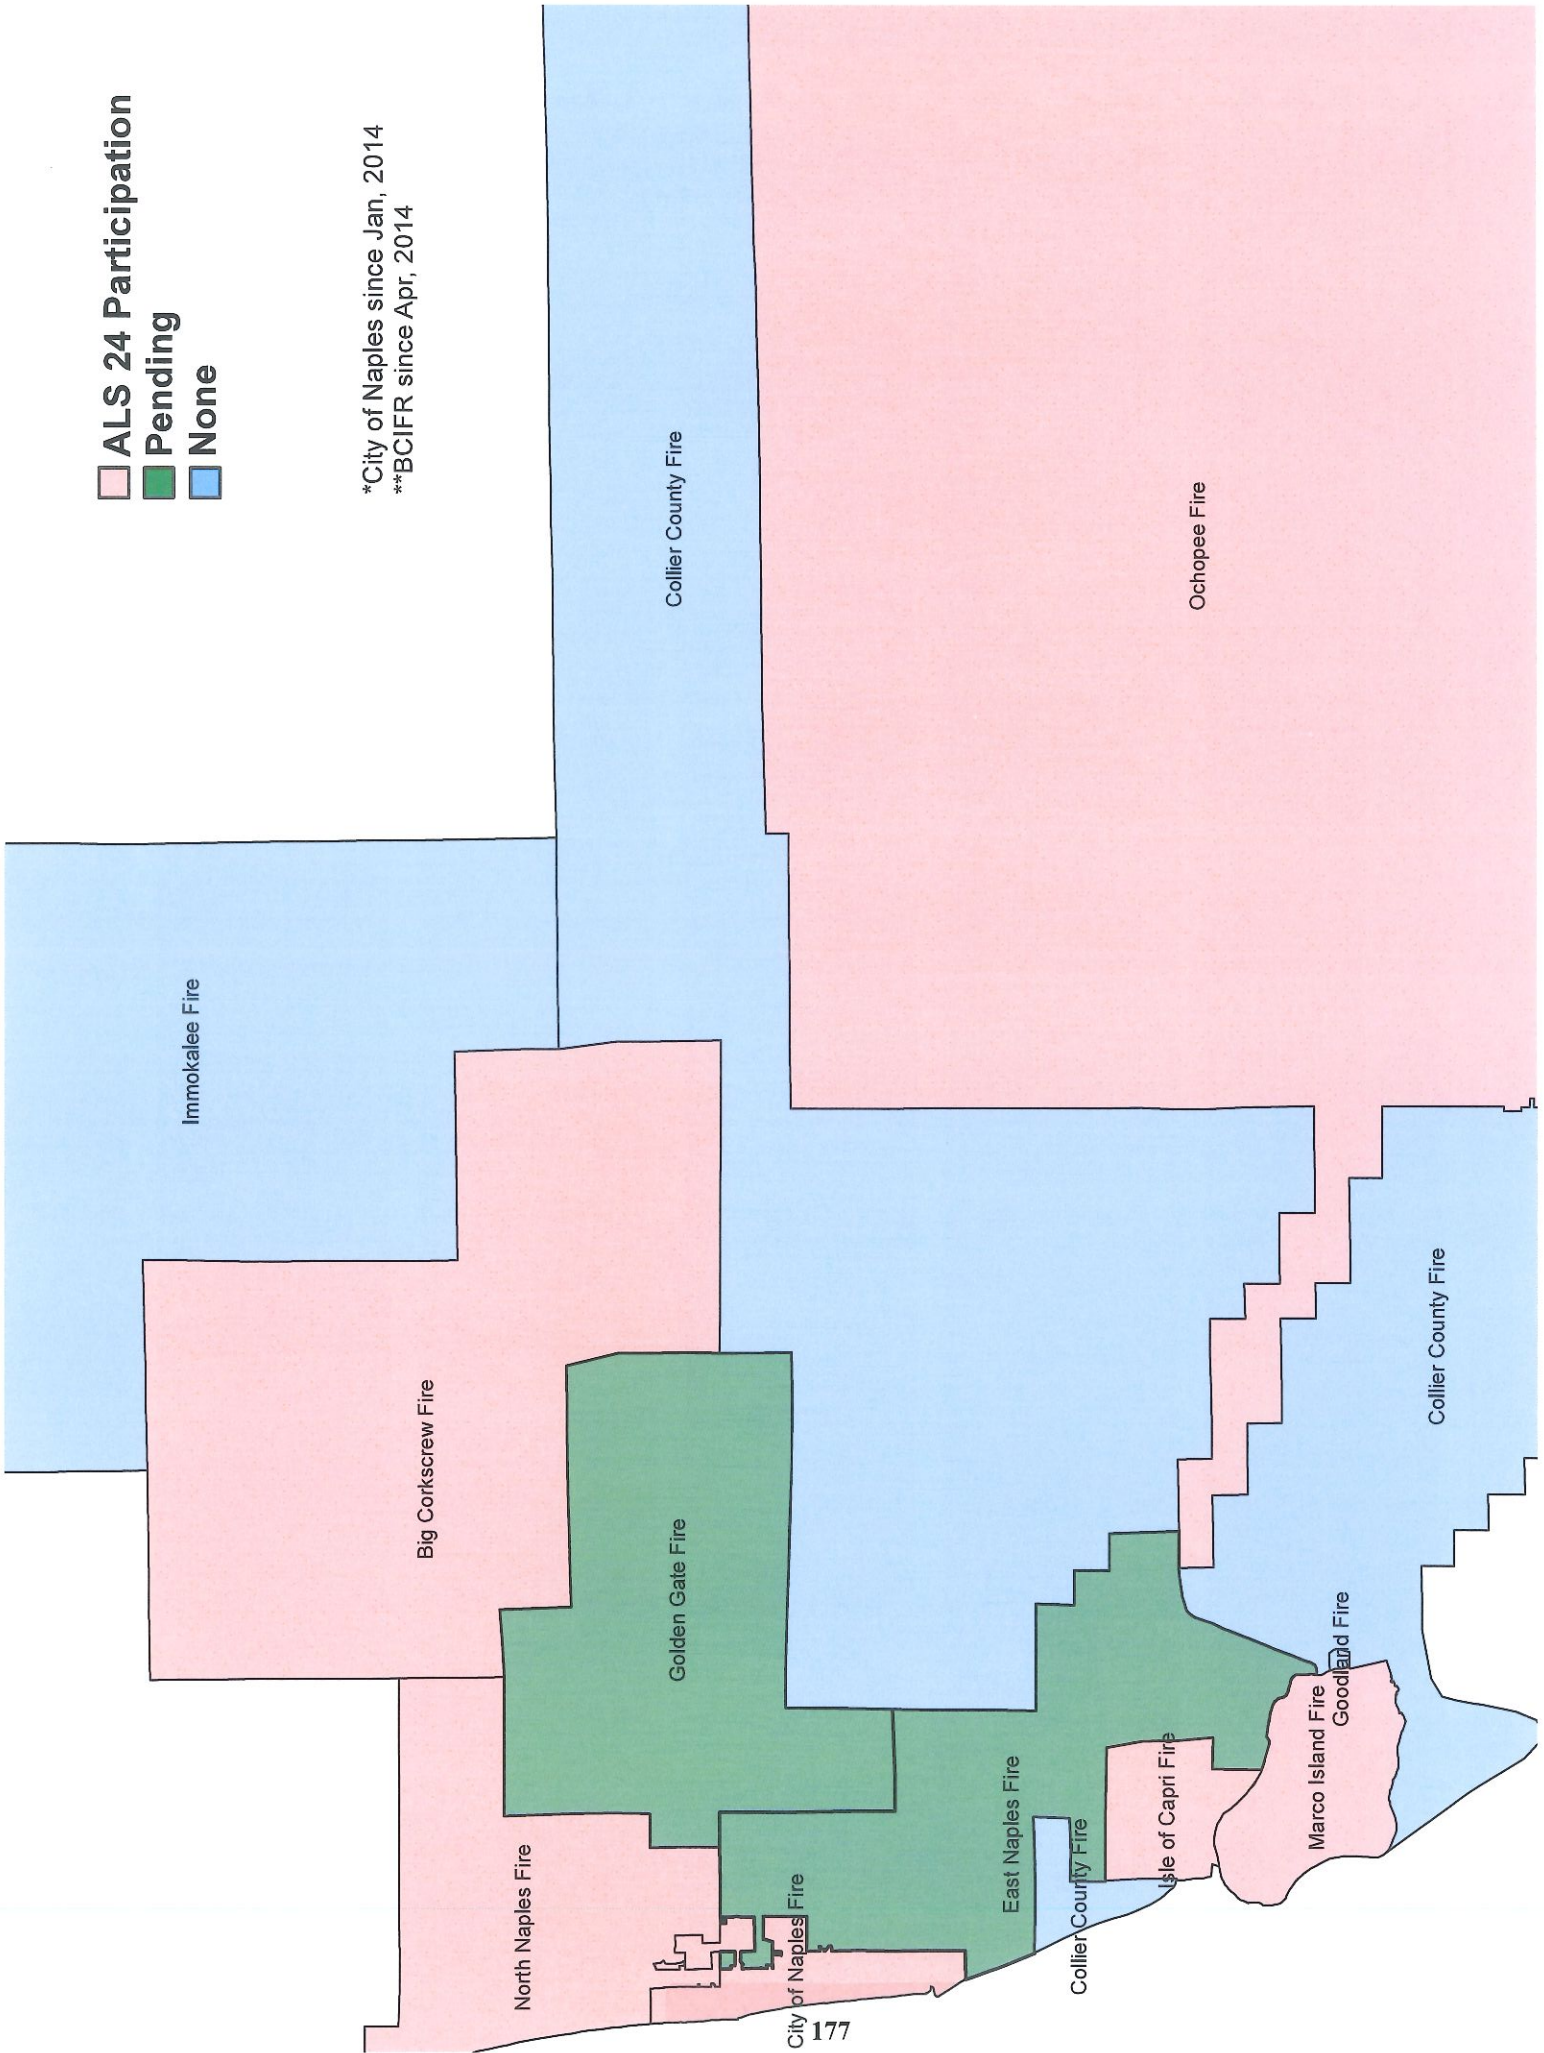 ALS 24 Participation
Pending
None
*City of Naples since Jan, 2014
**BCIFR since Apr, 2014
Immokalee Fire
Big Corkscrew Fire
North Naples Fire
Golden Gate Fire
Collier County Fire
City of Naples Fire
East Naples Fire
Collier County Fire
Isle of Capri Fire
Ochopee Fire
Marco Island Fire
Goodland Fire
Collier County Fire
177